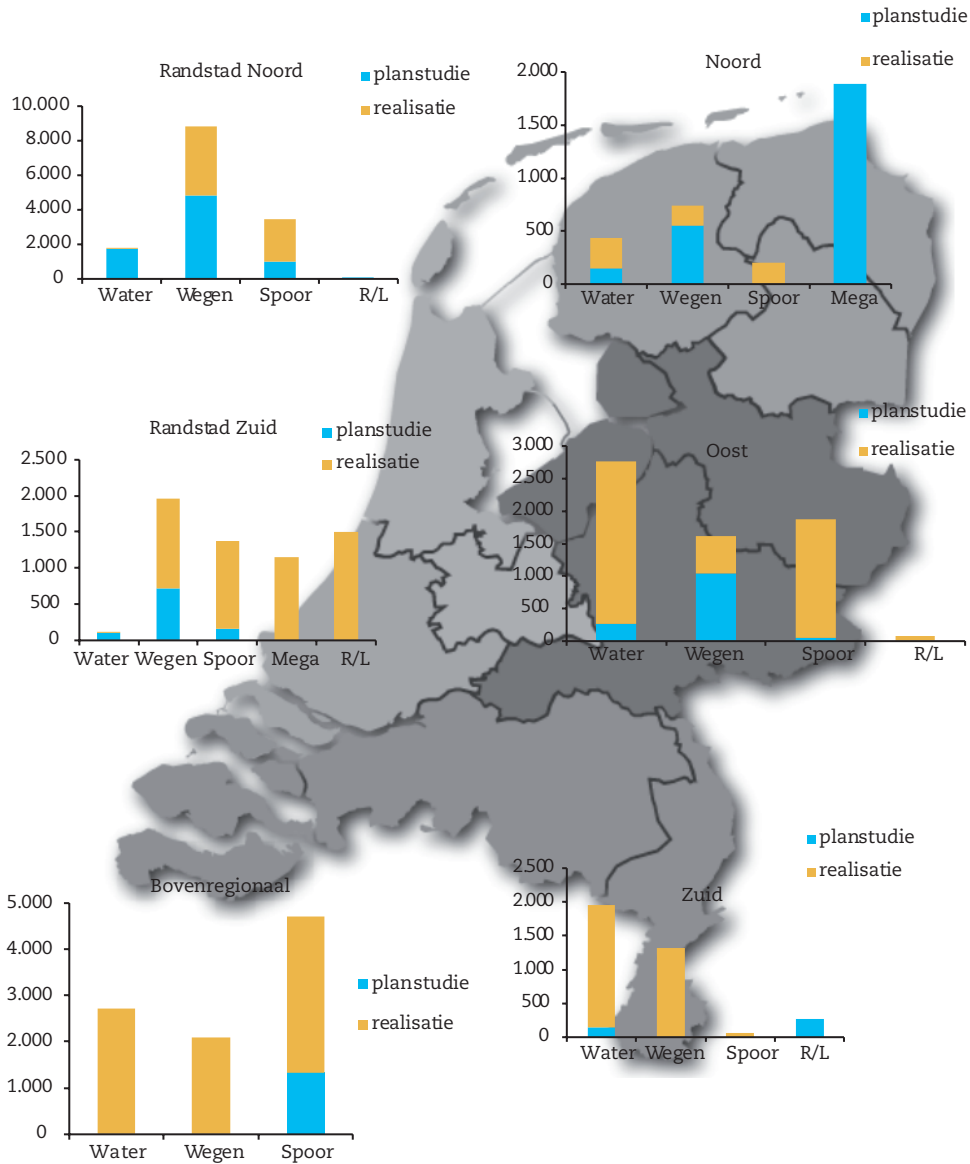 Randstad Noord
planstudie
realisatie
10.000
8.000
6.000
4.000
2.000
0
Water Wegen Spoor R/L
planstudie
realisatie
Noord
2.000
1.500
1.000
500
0
Water Wegen Spoor Mega
Randstad Zuid
planstudie
realisatie
2.500
2.000
1.500
1.000
500
0
Water Wegen Spoor Mega R/L
planstudie
realisatie
Oost
3.000
2.500
2.000
1.500
1.000
500
0
Water Wegen Spoor R/L
Bovenregionaal
5.000
4.000
3.000
2.000
1.000
0
planstudie
realisatie
Water Wegen Spoor
planstudie
realisatie
Zuid
2.500
2.000
1.500
1.000
500
0
Water Wegen Spoor R/L